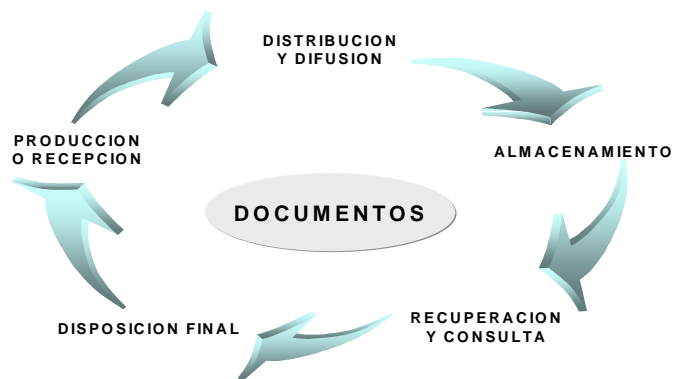 DISTRIBUCION
Y DIFUSION
PRODUCCION
O RECEPCION
ALMACENAMIENTO
DOCUMENTOS
RECUPERACION
Y CONSULTA
DISPOSICION FINAL